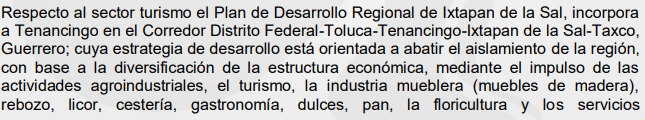 Respecto al sector turismo el Plan de Desarrollo Regional de Ixtapan de la Sal, incorpora
a Tenancingo en el Corredor Distrito Federal-Toluca-Tenancingo-Ixtapan de la Sal-Taxco,
Guerrero; cuya estrategia de desarrollo está orientada a abatir el aislamiento de la región,
con base a la diversificación de la estructura económica, mediante el impulso de las
actividades agroindustriales, el turismo, la industria mueblera (muebles de madera),
rebozo, licor, cestería, gastronomía, dulces, pan, la floricultura y los servicios